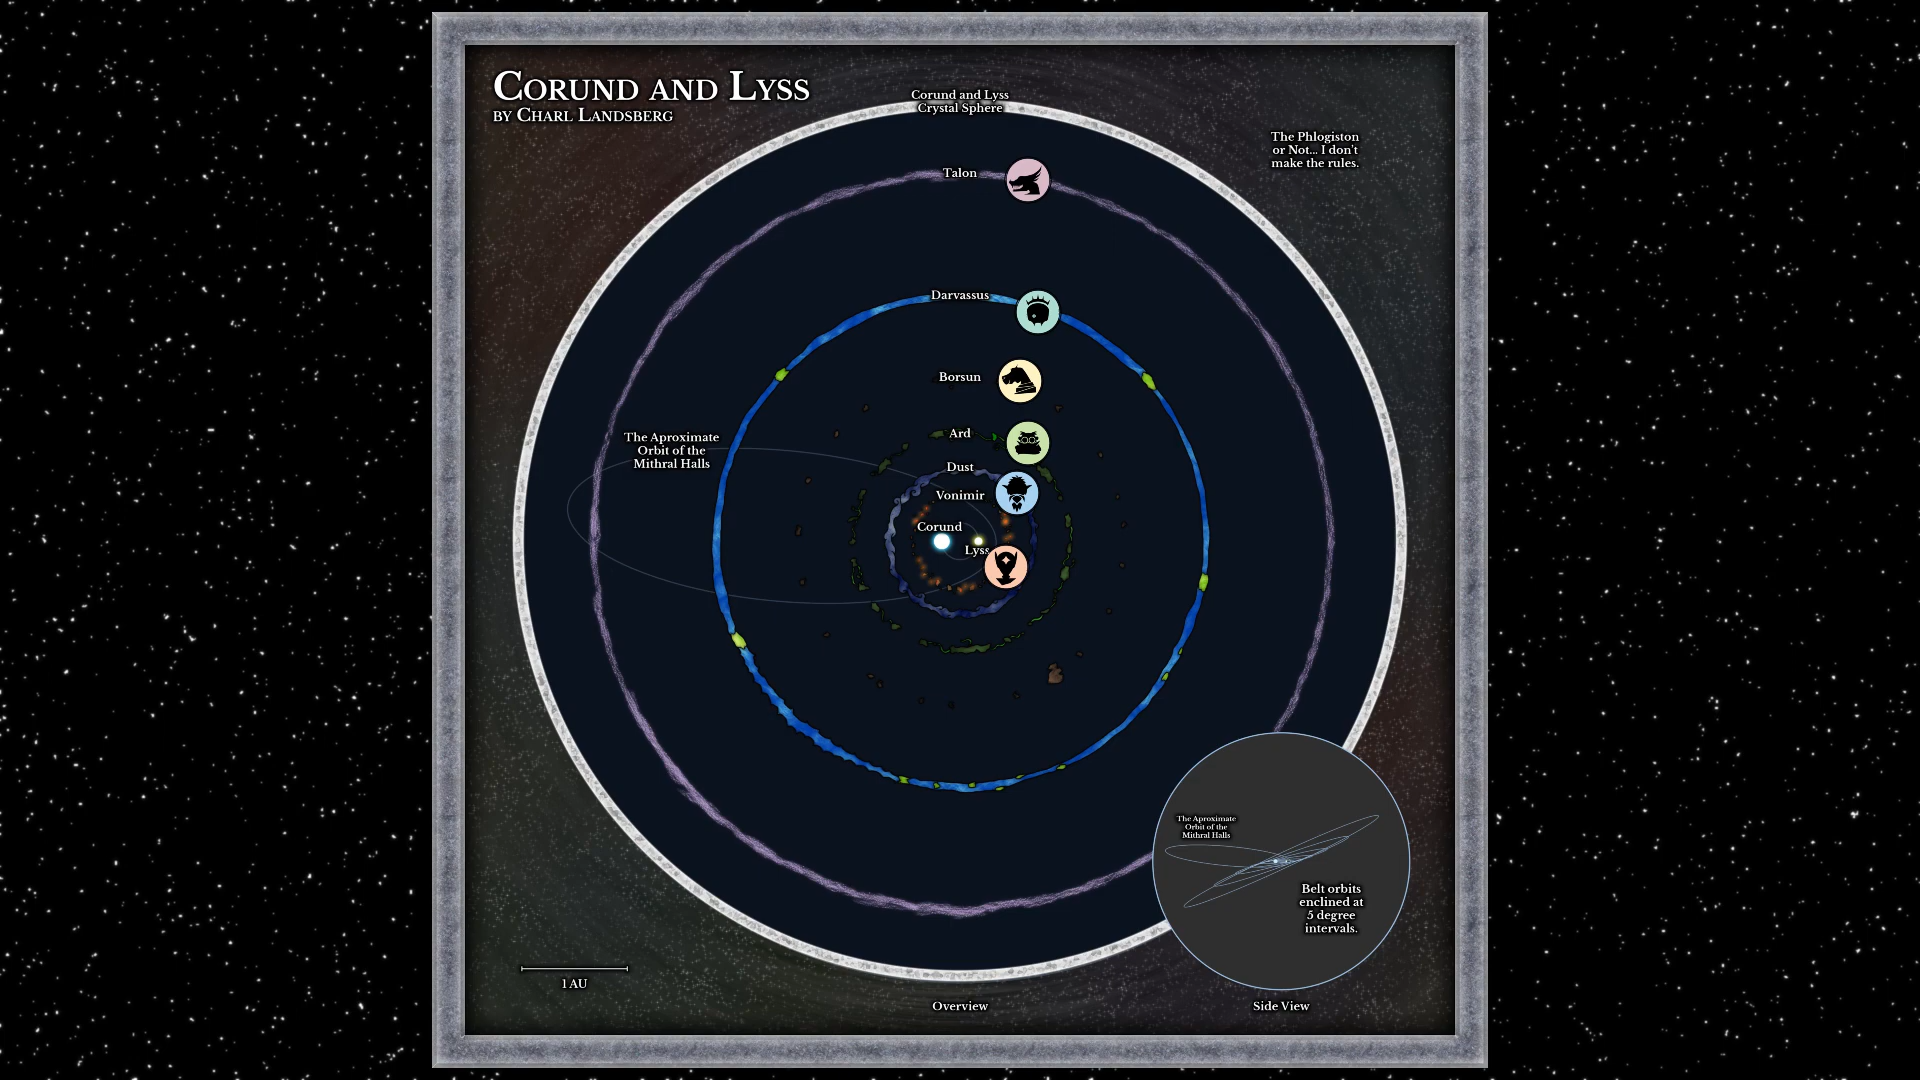 CORUND AND LYSS
BY CHARL LANDSBERG
Corund and Lyss
Crystal Sphere
The Phlogiston
or Not... I don't
make the rules.
Talon
Darvassus
Borsun
Ard
The Aproximate
Orbit of the
Mithral Halls
Dust
Vonimir
Corund
Lyss
The Aproximate
Orbit of the
Mithral Halls
Belt orbits
enclined at
5 degree
intervals.
1 AU
Overview
Side View